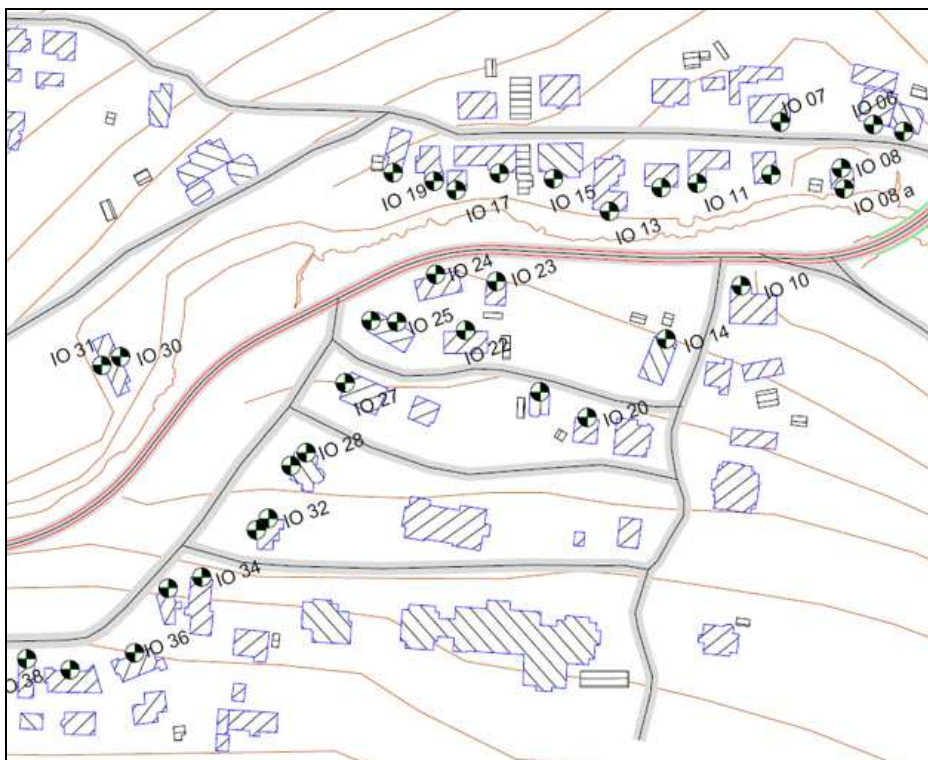 IO 07
IO 06
IO 08
IO 08 a
IO 19
IO 17
IO 15
IO 13
IO 11
IO 24
IO 23
IO 10
IO 25
IO 22
IO 14
IO 31
IO 30
IO 27
IO 20
IO 28
IO 32
IO 34
IO 36
IO 38